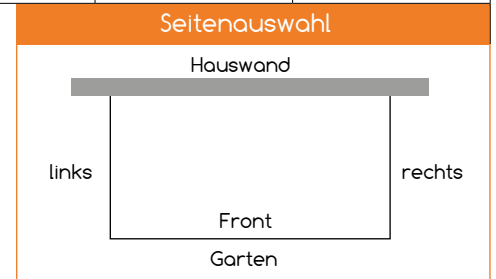 Seitenauswahl
Hauswand
links
rechts
Front
Garten